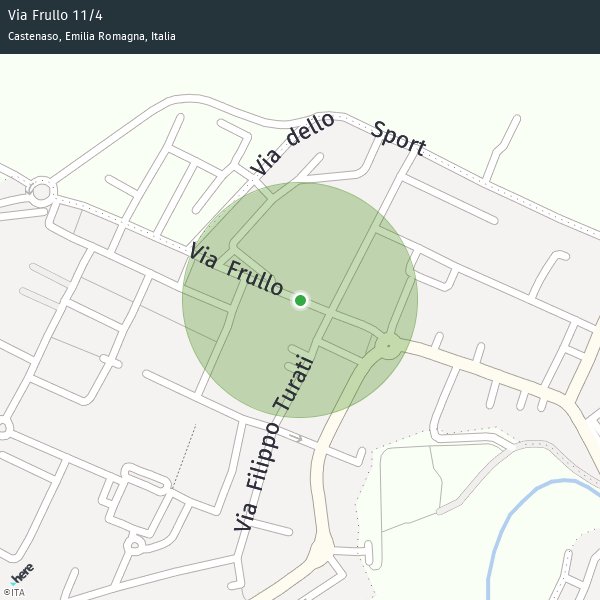 Via Frullo 11/4
Castenaso, Emilia Romagna, Italia
Via dello Sport
Via Frullo
Via Filippo Turati
here
©ITA